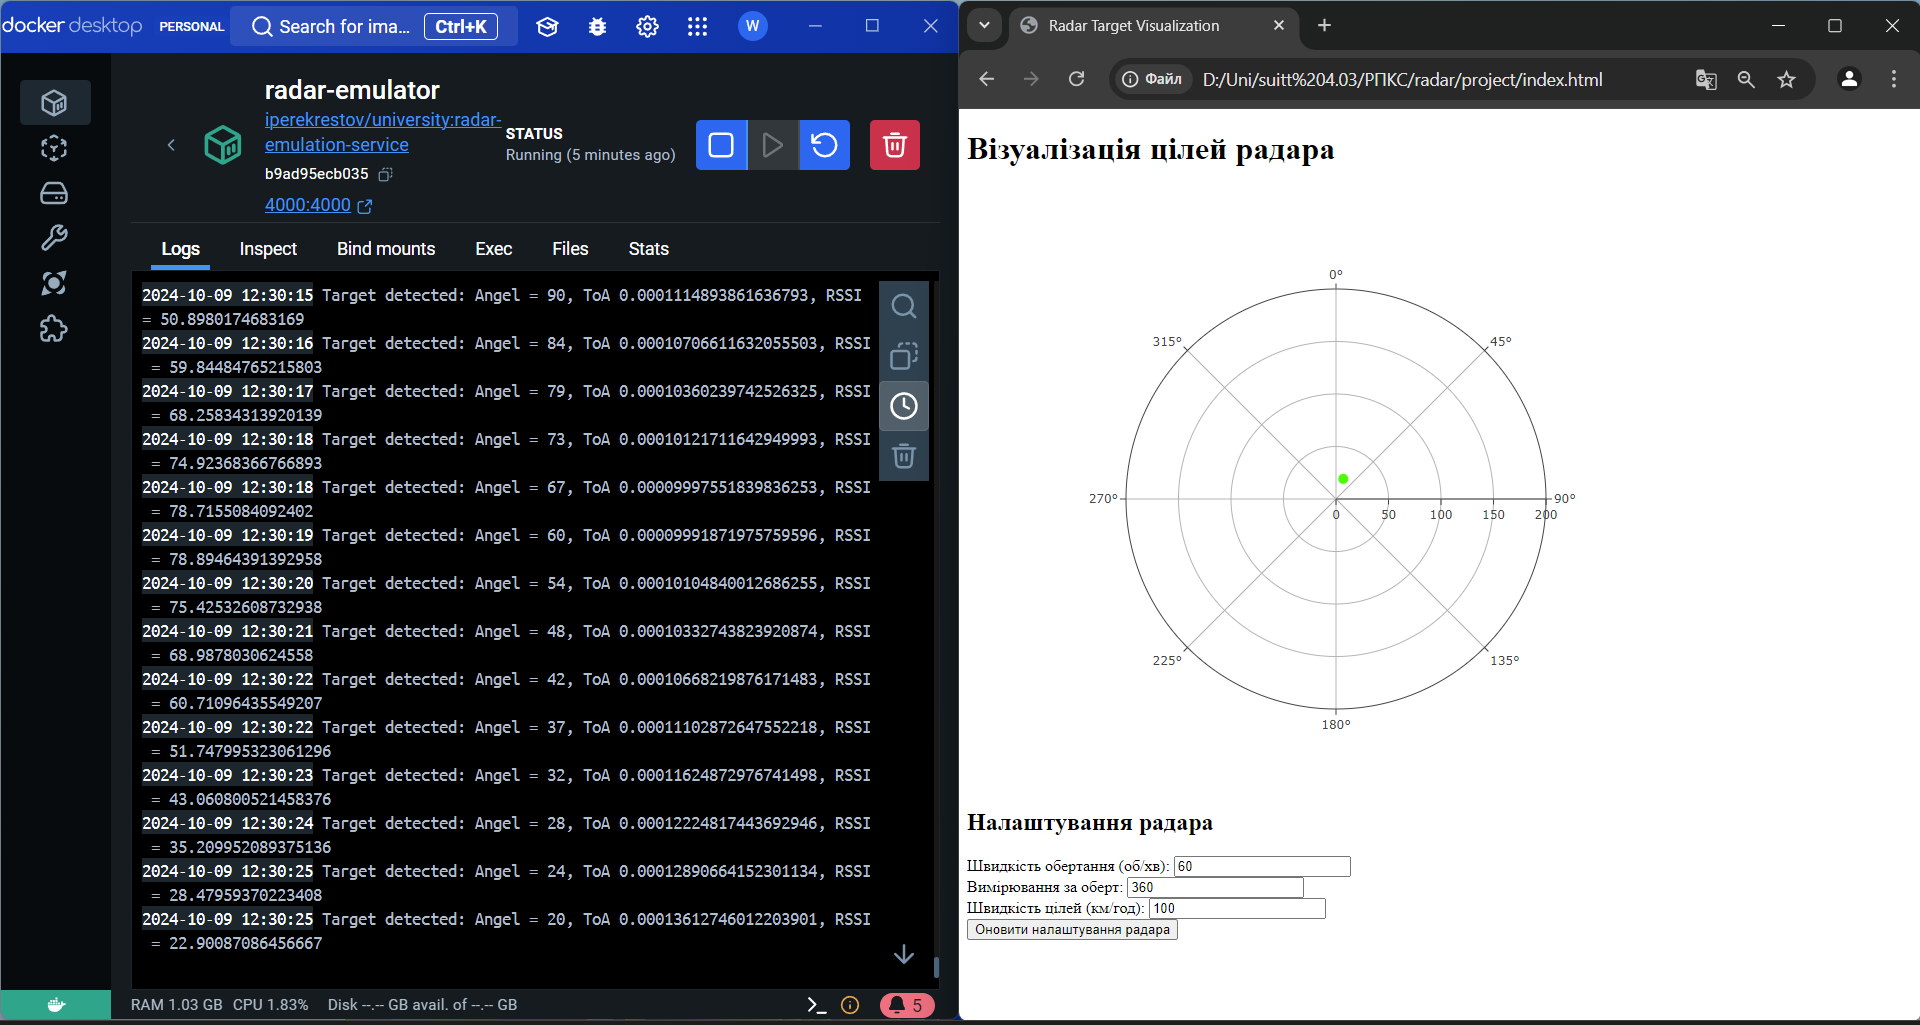 docker desktop PERSONAL Search for ima... Ctrl+K W
radar-emulator
iperekrestov/university:radar-
emulation-service
b9ad95ecb035
4000:4000
STATUS
Running (5 minutes ago)
Logs Inspect Bind mounts Exec Files Stats
2024-10-09 12:30:15 Target detected: Angel = 90, ToA 0.0001114893861636793, RSSI
= 50.8980174683169
2024-10-09 12:30:16 Target detected: Angel = 84, ToA 0.00010706611632055503, RSSI
= 59.84484765215803
2024-10-09 12:30:17 Target detected: Angel = 79, ToA 0.00010360239742526325, RSSI
= 68.25834313920139
2024-10-09 12:30:18 Target detected: Angel = 73, ToA 0.00010121711642949993, RSSI
= 74.92368366766893
2024-10-09 12:30:18 Target detected: Angel = 67, ToA 0.00009997551839836253, RSSI
= 78.7155084092402
2024-10-09 12:30:19 Target detected: Angel = 60, ToA 0.00009991871975759596, RSSI
= 78.89464391392958
2024-10-09 12:30:20 Target detected: Angel = 54, ToA 0.00010104840012686255, RSSI
= 75.42532608732938
2024-10-09 12:30:21 Target detected: Angel = 48, ToA 0.00010332743823920874, RSSI
= 68.9878030624558
2024-10-09 12:30:22 Target detected: Angel = 42, ToA 0.00010668219876171483, RSSI
= 60.71096435549207
2024-10-09 12:30:22 Target detected: Angel = 37, ToA 0.00011102872647552218, RSSI
= 51.747995323061296
2024-10-09 12:30:23 Target detected: Angel = 32, ToA 0.00011624872976741498, RSSI
= 43.060800521458376
2024-10-09 12:30:24 Target detected: Angel = 28, ToA 0.00012224817443692946, RSSI
= 35.209952089375136
2024-10-09 12:30:25 Target detected: Angel = 24, ToA 0.00012890664152301134, RSSI
= 28.47959370223408
2024-10-09 12:30:25 Target detected: Angel = 20, ToA 0.00013612746012203901, RSSI
= 22.90087086456667
RAM 1.03 GB CPU 1.83% Disk --.-- GB avail. of --.-- GB 5
Radar Target Visualization
Файл D:/Uni/suitt%204.03/РПКС/radar/project/index.html
Візуалізація цілей радара
0°
315° 45°
270° 90°
0 50 100 150 200
225° 135°
180°
Налаштування радара
Швидкість обертання (об/хв): 60
Вимірювання за оберт: 360
Швидкість цілей (км/год): 100
Оновити налаштування радара